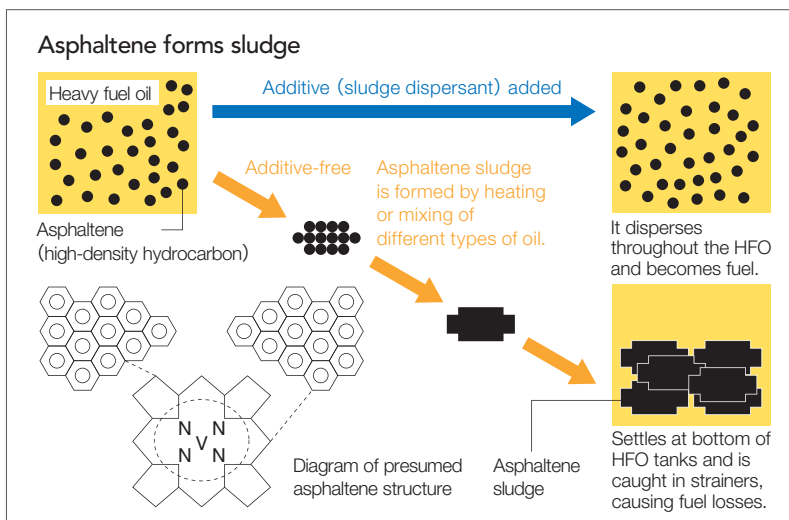 Asphaltene forms sludge
Heavy fuel oil
Additive (sludge dispersant) added
Additive-free
Asphaltene sludge
is formed by heating
or mixing of
different types of oil.
Asphaltene
(high-density hydrocarbon)
It disperses
throughout the HFO
and becomes fuel.
N N
V
N N
Diagram of presumed
asphaltene structure
Asphaltene
sludge
Settles at bottom of
HFO tanks and is
caught in strainers,
causing fuel losses.